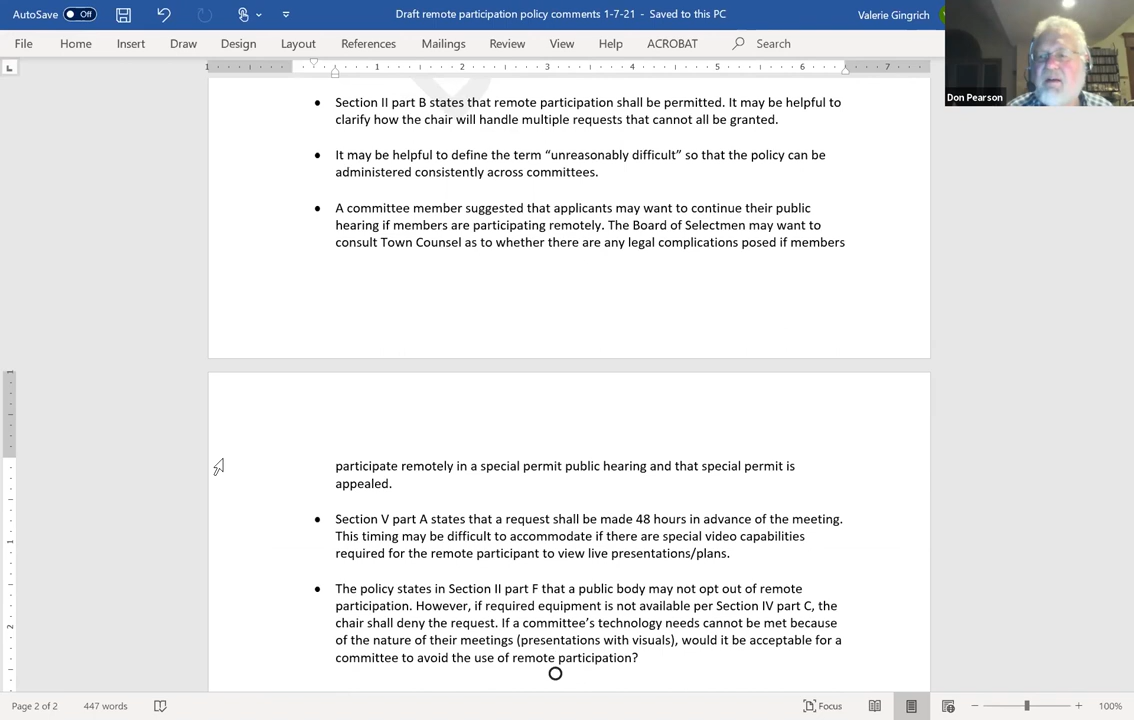 AutoSave Off
Draft remote participation policy comments 1-7-21 - Saved to this PC
Valerie Gingrich
File Home Insert Draw Design Layout References Mailings Review View Help ACROBAT Search
1 2 3 4 5 6 7
Don Pearson
• Section II part B states that remote participation shall be permitted. It may be helpful to
clarify how the chair will handle multiple requests that cannot all be granted.
• It may be helpful to define the term “unreasonably difficult” so that the policy can be
administered consistently across committees.
• A committee member suggested that applicants may want to continue their public
hearing if members are participating remotely. The Board of Selectmen may want to
consult Town Counsel as to whether there are any legal complications posed if members
participate remotely in a special permit public hearing and that special permit is
appealed.
• Section V part A states that a request shall be made 48 hours in advance of the meeting.
This timing may be difficult to accommodate if there are special video capabilities
required for the remote participant to view live presentations/plans.
• The policy states in Section II part F that a public body may not opt out of remote
participation. However, if required equipment is not available per Section IV part C, the
chair shall deny the request. If a committee’s technology needs cannot be met because
of the nature of their meetings (presentations with visuals), would it be acceptable for a
committee to avoid the use of remote participation?
Page 2 of 2 447 words Focus 100%